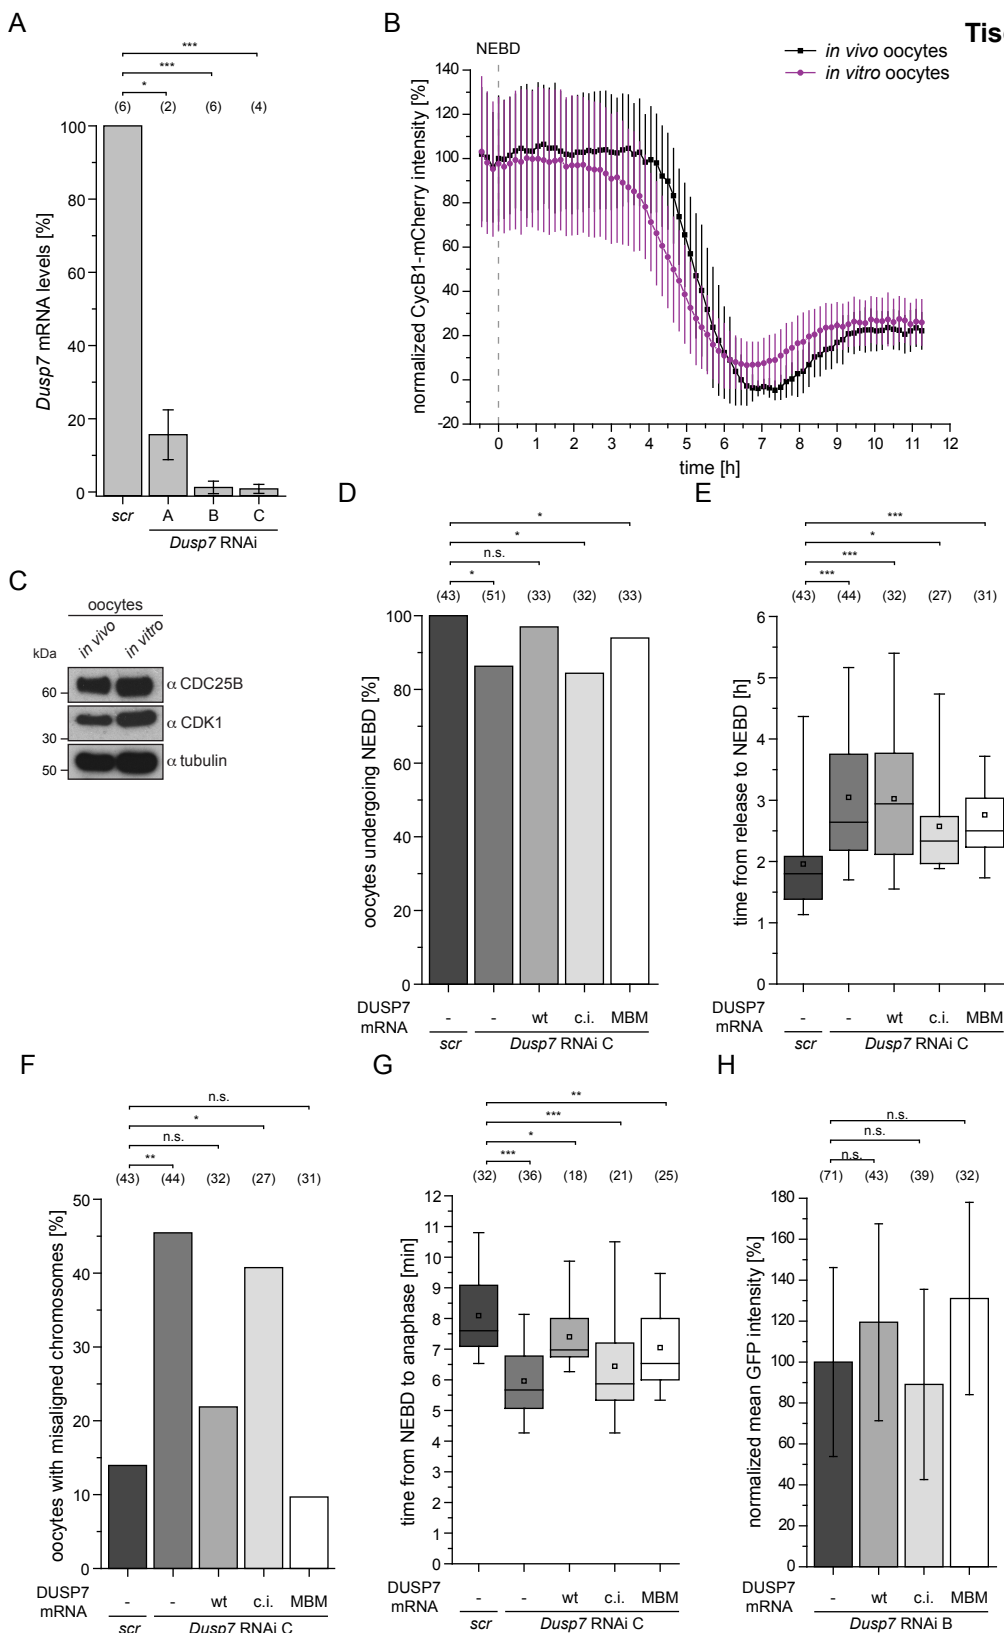 A
***
***
*
(6) (2) (6) (4)
Dusp7 mRNA levels [%]
100
80
60
40
20
0
scr A B C
Dusp7 RNAi
B
Tis
NEBD
in vivo oocytes
in vitro oocytes
normalized CycB1-mCherry intensity [%]
140
120
100
80
60
40
20
0
-20
0 1 2 3 4 5 6 7 8 9 10 11 12
time [h]
C
oocytes
in vivo in vitro
kDa
60 α CDC25B
30 α CDK1
50 α tubulin
D
*
*
n.s.
*
(43) (51) (33) (32) (33)
oocytes undergoing NEBD [%]
100
80
60
40
20
0
DUSP7 mRNA - - wt c.i. MBM
scr Dusp7 RNAi C
E
***
*
***
***
(43) (44) (32) (27) (31)
time from release to NEBD [h]
6
5
4
3
2
1
0
DUSP7 mRNA - - wt c.i. MBM
scr Dusp7 RNAi C
F
n.s.
*
n.s.
**
(43) (44) (32) (27) (31)
oocytes with misaligned chromosomes [%]
50
40
30
20
10
0
DUSP7 mRNA - - wt c.i. MBM
scr Dusp7 RNAi C
G
**
***
*
***
(32) (36) (18) (21) (25)
time from NEBD to anaphase [min]
12
11
10
9
8
7
6
5
4
3
2
1
0
DUSP7 mRNA - - wt c.i. MBM
scr Dusp7 RNAi C
H
n.s.
n.s.
n.s.
(71) (43) (39) (32)
normalized mean GFP intensity [%]
180
160
140
120
100
80
60
40
20
0
DUSP7 mRNA - wt c.i. MBM
Dusp7 RNAi B